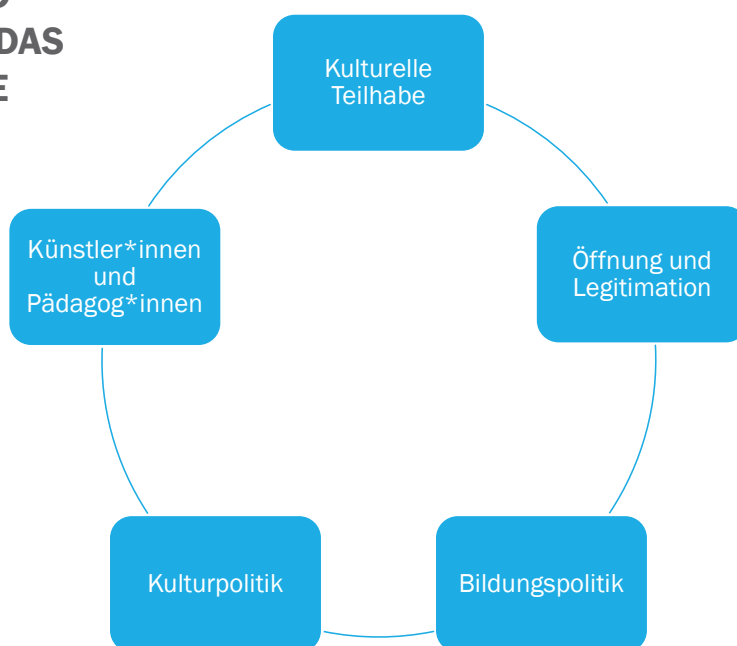 DAS
E
Kulturelle
Teilhabe
Öffnung und
Legitimation
Bildungspolitik
Kulturpolitik
Künstler*innen
und
Pädagog*innen